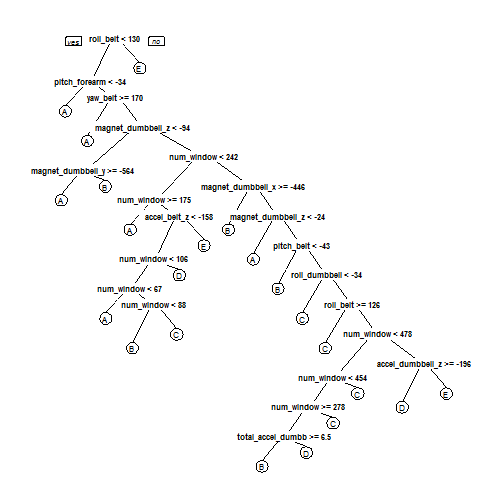 yes roll_belt < 130 no
E
pitch_forearm < -34
yaw_belt >= 170
A
magnet_dumbbell_z < -94
A
num_window < 242
magnet_dumbbell_y >= -564
magnet_dumbbell_x >= -446
B
A
num_window >= 175
accel_belt_z < -158
magnet_dumbbell_z < -24
A
B
E
pitch_belt < -43
num_window < 106
A
D
roll_dumbbell < -34
num_window < 67
B
num_window < 88
roll_belt >= 126
A
C
C
num_window < 478
B
C
accel_dumbbell_z >= -196
num_window < 454
C
E
num_window >= 278
D
C
total_accel_dumbb >= 6.5
D
B